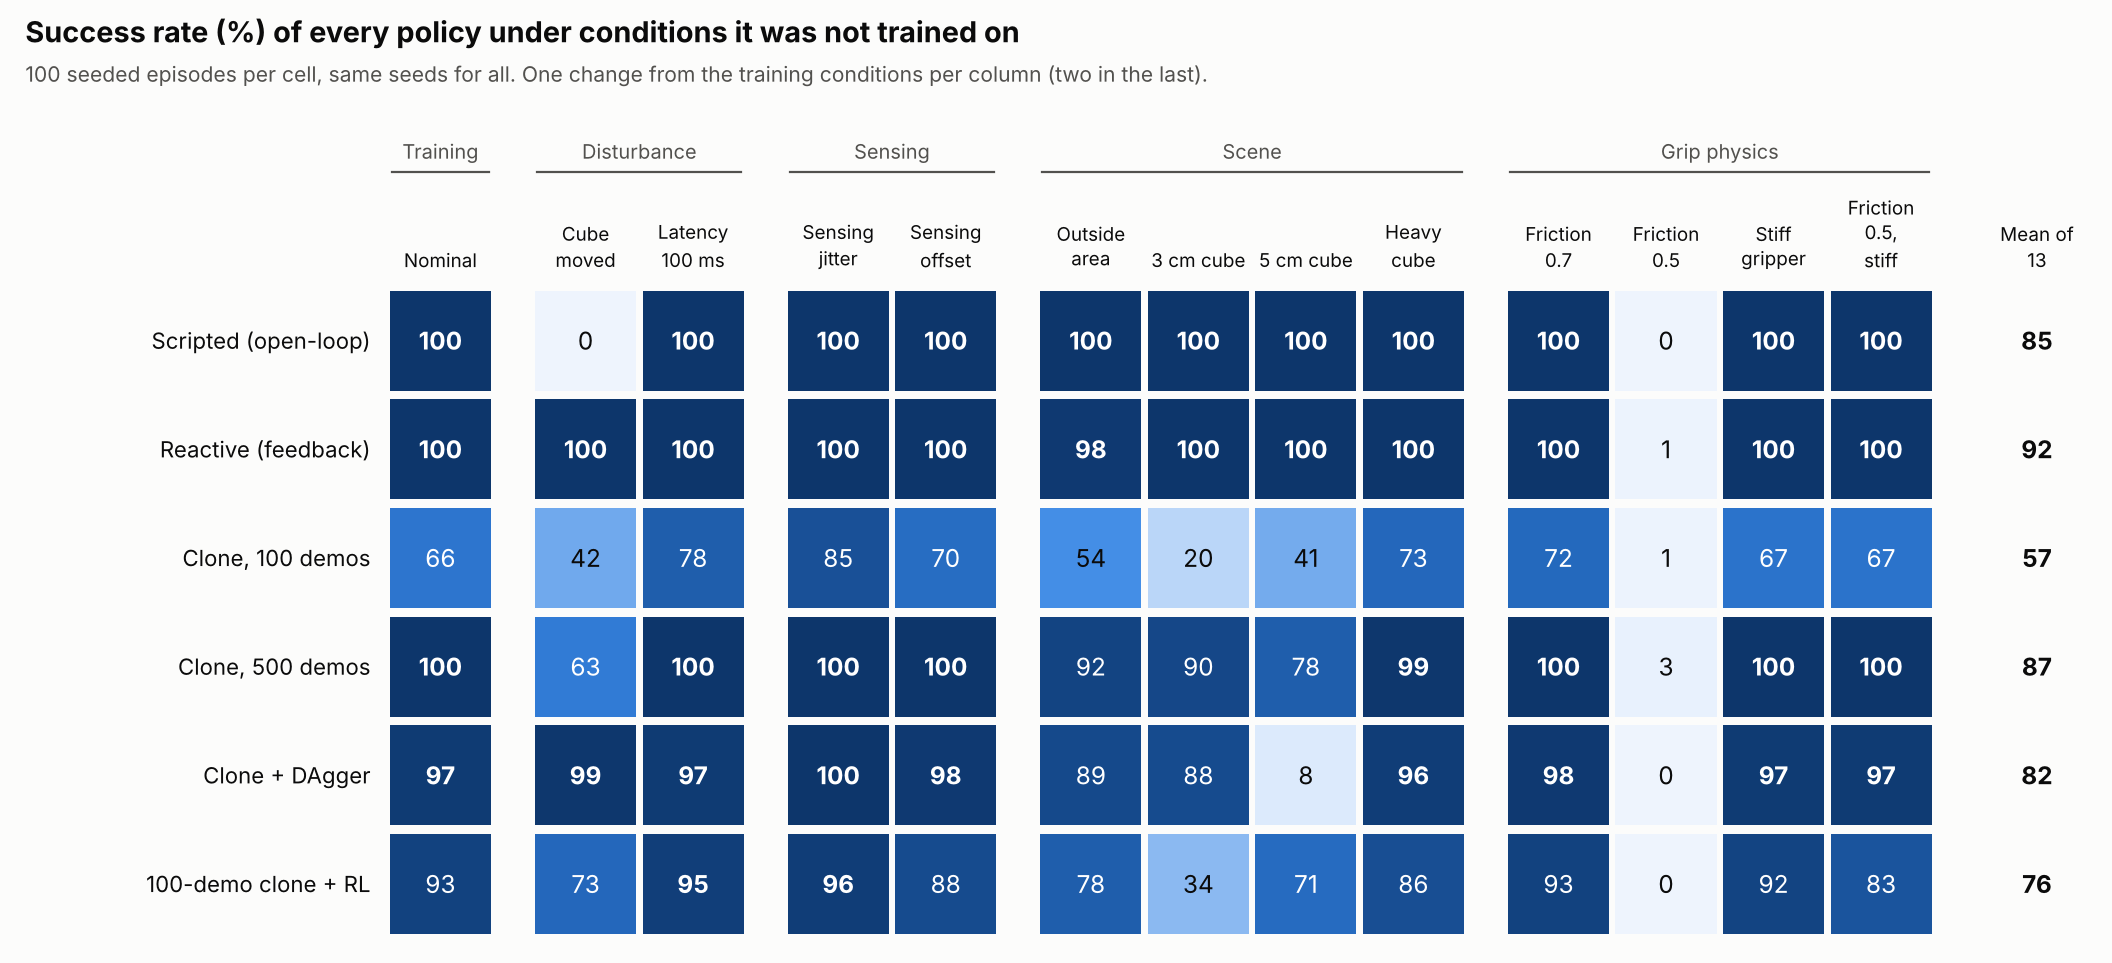 Success rate (%) of every policy under conditions it was not trained on
100 seeded episodes per cell, same seeds for all. One change from the training conditions per column (two in the last).
Training Disturbance Sensing Scene Grip physics
Nominal
Cube
moved
Latency
100 ms
Sensing
jitter
Sensing
offset
Outside
area
3 cm cube
5 cm cube
Heavy
cube
Friction
0.7
Friction
0.5
Stiff
gripper
Friction
0.5,
stiff
Mean of
13
Scripted (open-loop) 100 0 100 100 100 100 100 100 100 100 0 100 100 85
Reactive (feedback) 100 100 100 100 100 98 100 100 100 100 1 100 100 92
Clone, 100 demos 66 42 78 85 70 54 20 41 73 72 1 67 67 57
Clone, 500 demos 100 63 100 100 100 92 90 78 99 100 3 100 100 87
Clone + DAgger 97 99 97 100 98 89 88 8 96 98 0 97 97 82
100-demo clone + RL 93 73 95 96 88 78 34 71 86 93 0 92 83 76